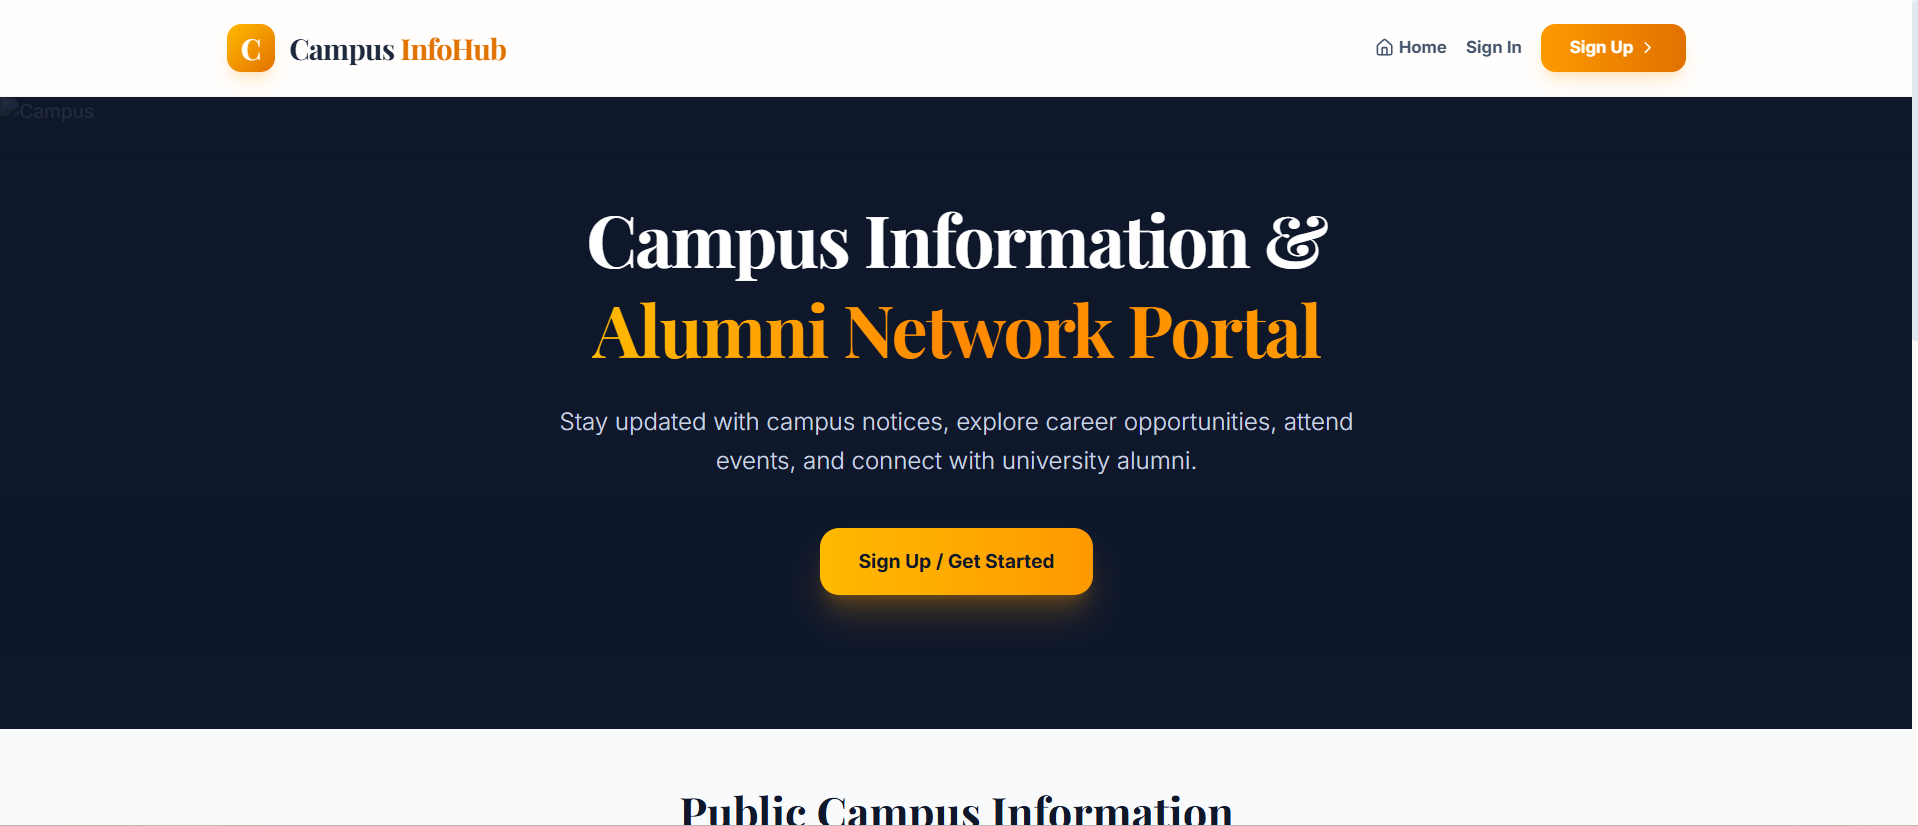 C Campus InfoHub
Home Sign In Sign Up
Campus
Campus Information &
Alumni Network Portal
Stay updated with campus notices, explore career opportunities, attend
events, and connect with university alumni.
Sign Up / Get Started
Public Campus Information